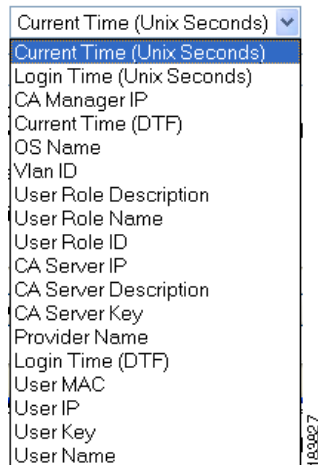 Current Time (Unix Seconds)
Current Time (Unix Seconds)
Login Time (Unix Seconds)
CA Manager IP
Current Time (DTF)
OS Name
Vlan ID
User Role Description
User Role Name
User Role ID
CA Server IP
CA Server Description
CA Server Key
Provider Name
Login Time (DTF)
User MAC
User IP
User Key
User Name
183827